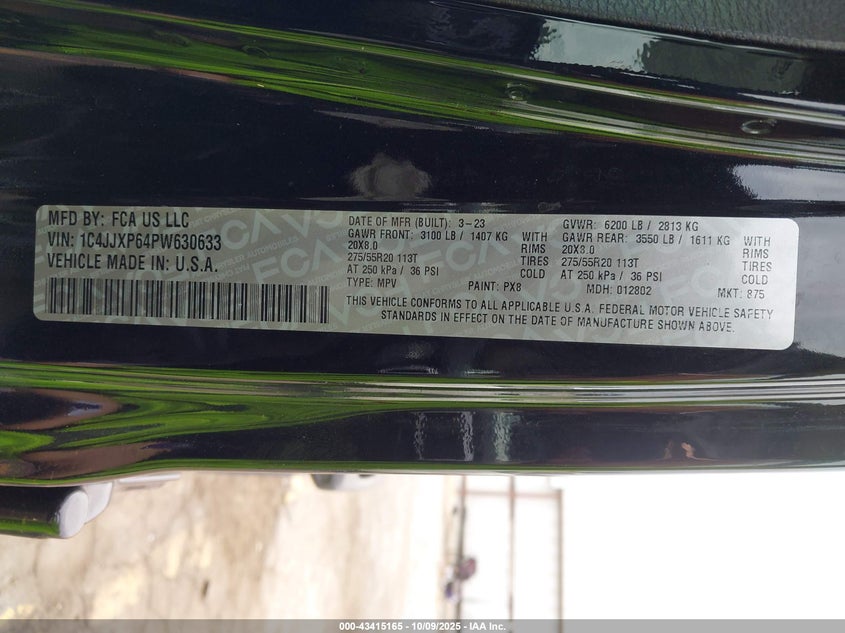 MFD BY: FCA US LLC
VIN: 1C4JJXP64PW630633
VEHICLE MADE IN: U.S.A.
DATE OF MFR (BUILT): 3-23
GAWR FRONT: 3100 LB / 1407 KG WITH
20X8.0 RIMS
275/55R20 113T TIRES
AT 250 kPa / 36 PSI COLD
TYPE: MPV PAINT: PX8
GVWR: 6200 LB / 2813 KG
GAWR REAR: 3550 LB / 1611 KG WITH
20X8.0 RIMS
275/55R20 113T TIRES
AT 250 kPa / 36 PSI COLD
MDH: 012802 MKT: 875
THIS VEHICLE CONFORMS TO ALL APPLICABLE U.S.A. FEDERAL MOTOR VEHICLE SAFETY
STANDARDS IN EFFECT ON THE DATE OF MANUFACTURE SHOWN ABOVE.
000-43415165 - 10/09/2025 - IAA Inc.